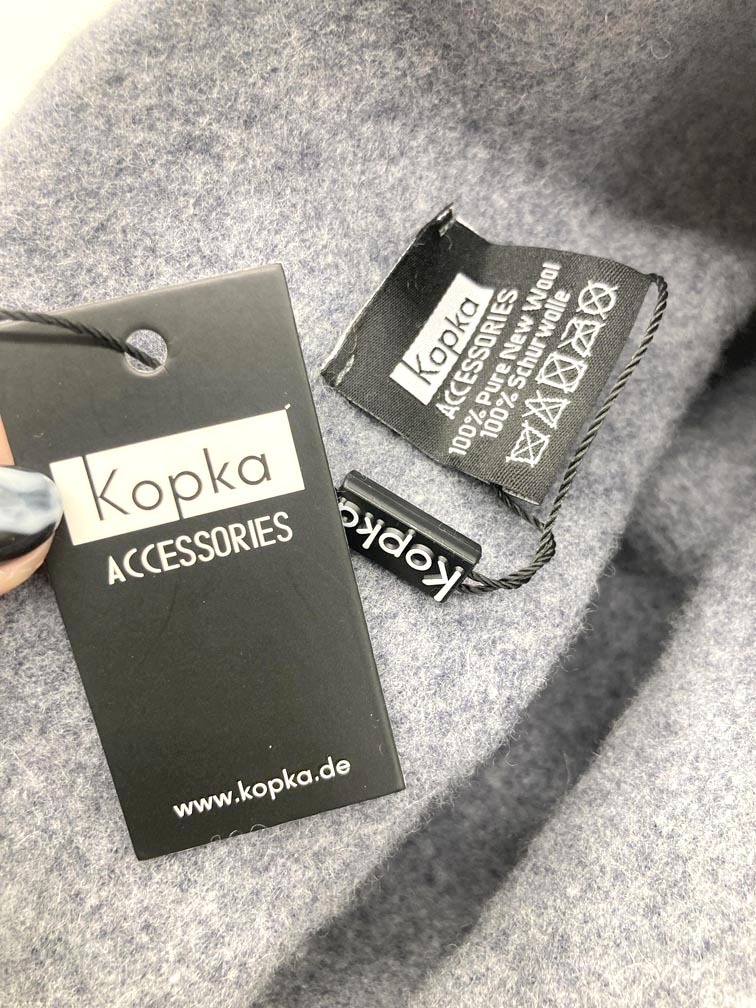 Kopka
ACCESSORIES
www.kopka.de
Kopka
ACCESSORIES
100% Pure New Wool
100% Schurwolle
Kopka